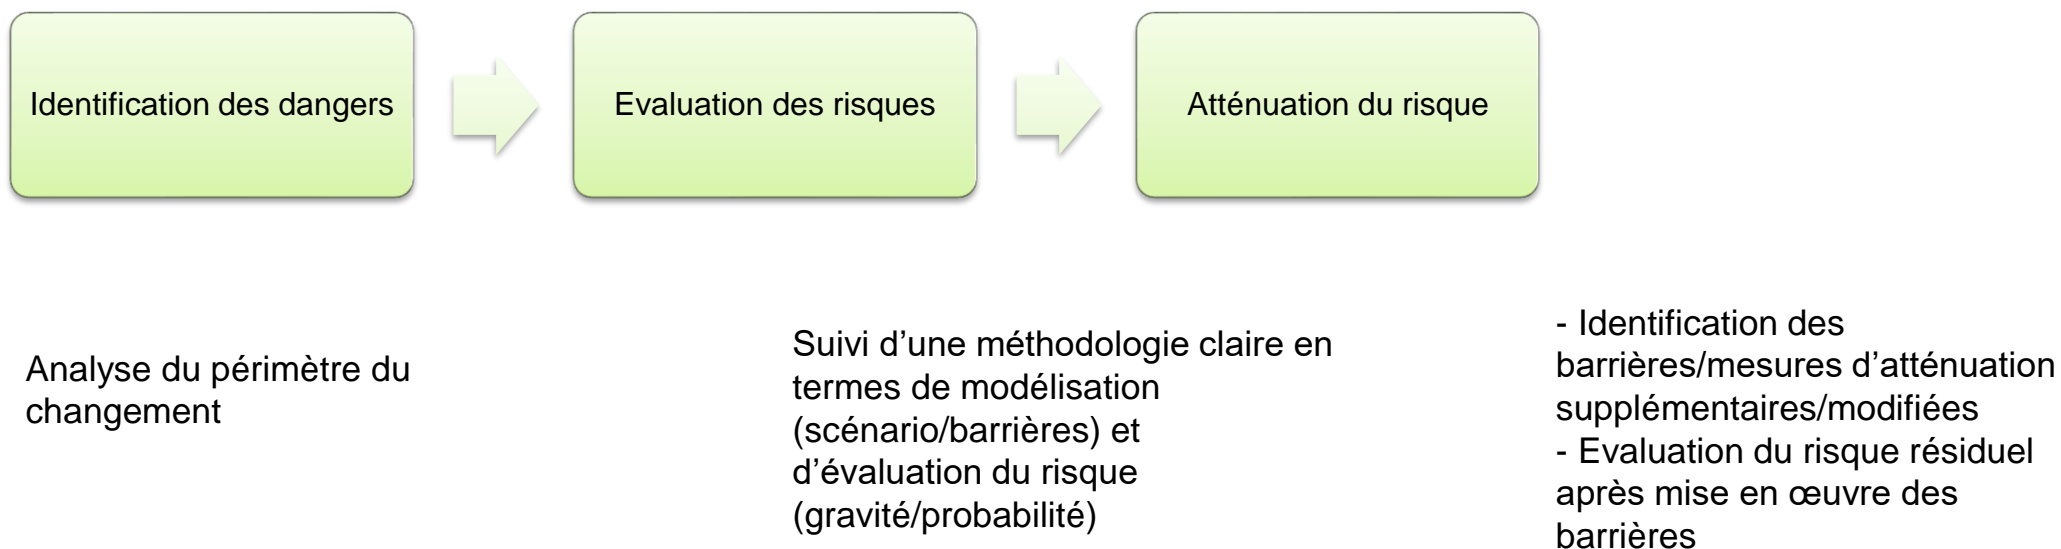 Identification des dangers
Evaluation des risques
Atténuation du risque
Analyse du périmètre du
changement
Suivi d’une méthodologie claire en
termes de modélisation
(scénario/barrières) et
d’évaluation du risque
(gravité/probabilité)
- Identification des
barrières/mesures d’atténuation
supplémentaires/modifiées
- Evaluation du risque résiduel
après mise en œuvre des
barrières